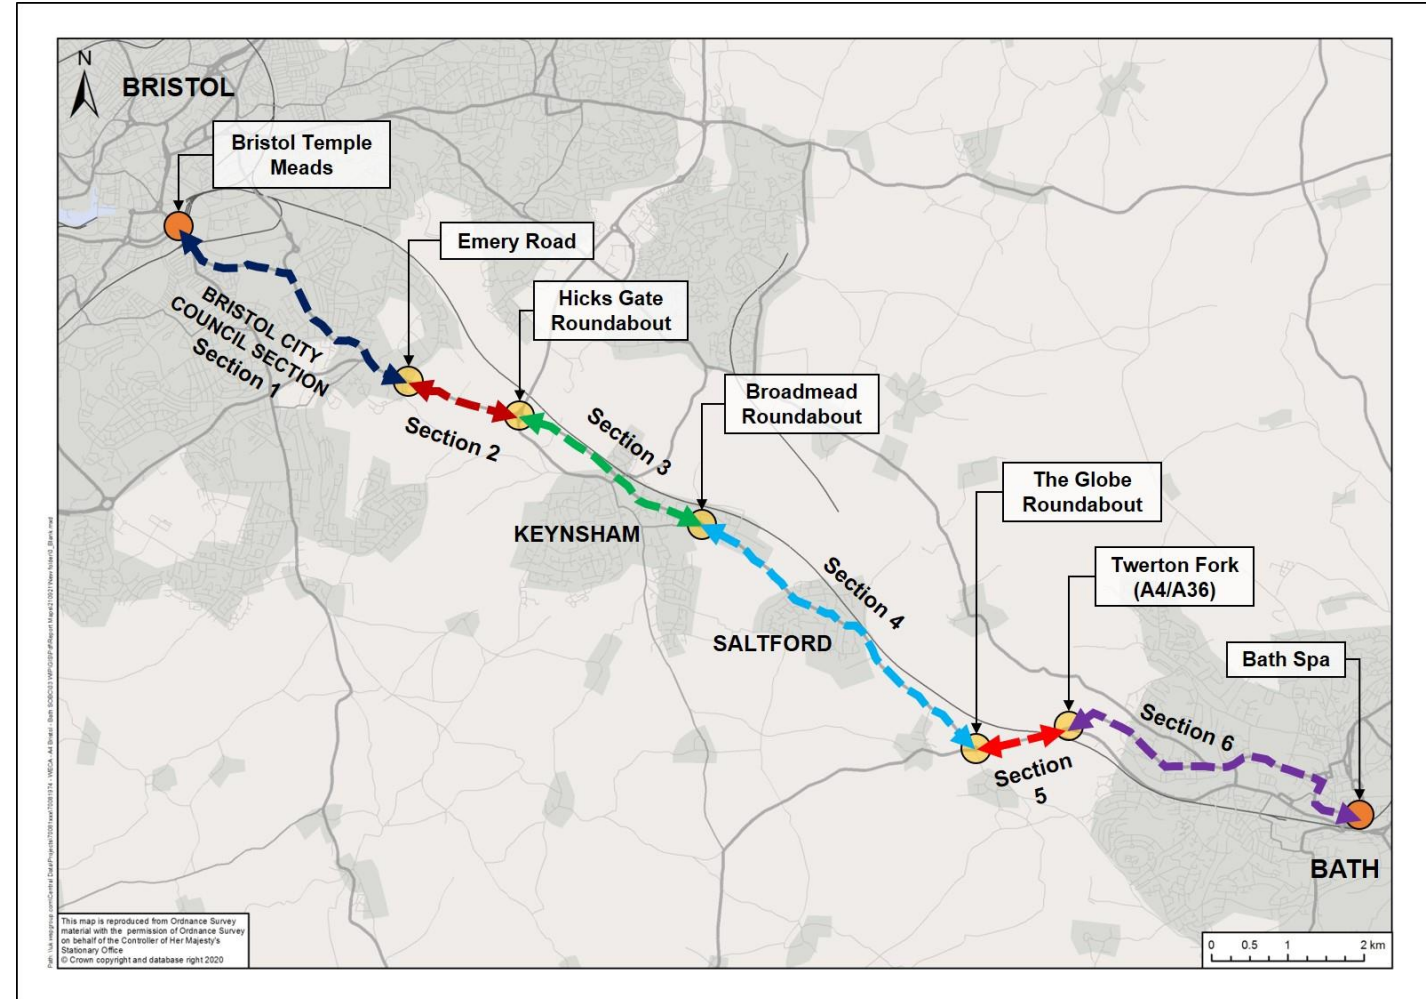 N
BRISTOL
Bristol Temple
Meads
Emery Road
Hicks Gate
Roundabout
BRISTOL CITY
COUNCIL SECTION
Section 1
Section 2
Section 3
Broadmead
Roundabout
KEYNSHAM
The Globe
Roundabout
Section 4
Twerton Fork
(A4/A36)
SALTFORD
Bath Spa
Section 6
Section
5
BATH
This map is reproduced from Ordnance Survey
material with the permission of Ordnance Survey
on behalf of the Controller of Her Majesty's
Stationary Office
© Crown copyright and database right 2020
0 0.5 1 2 km